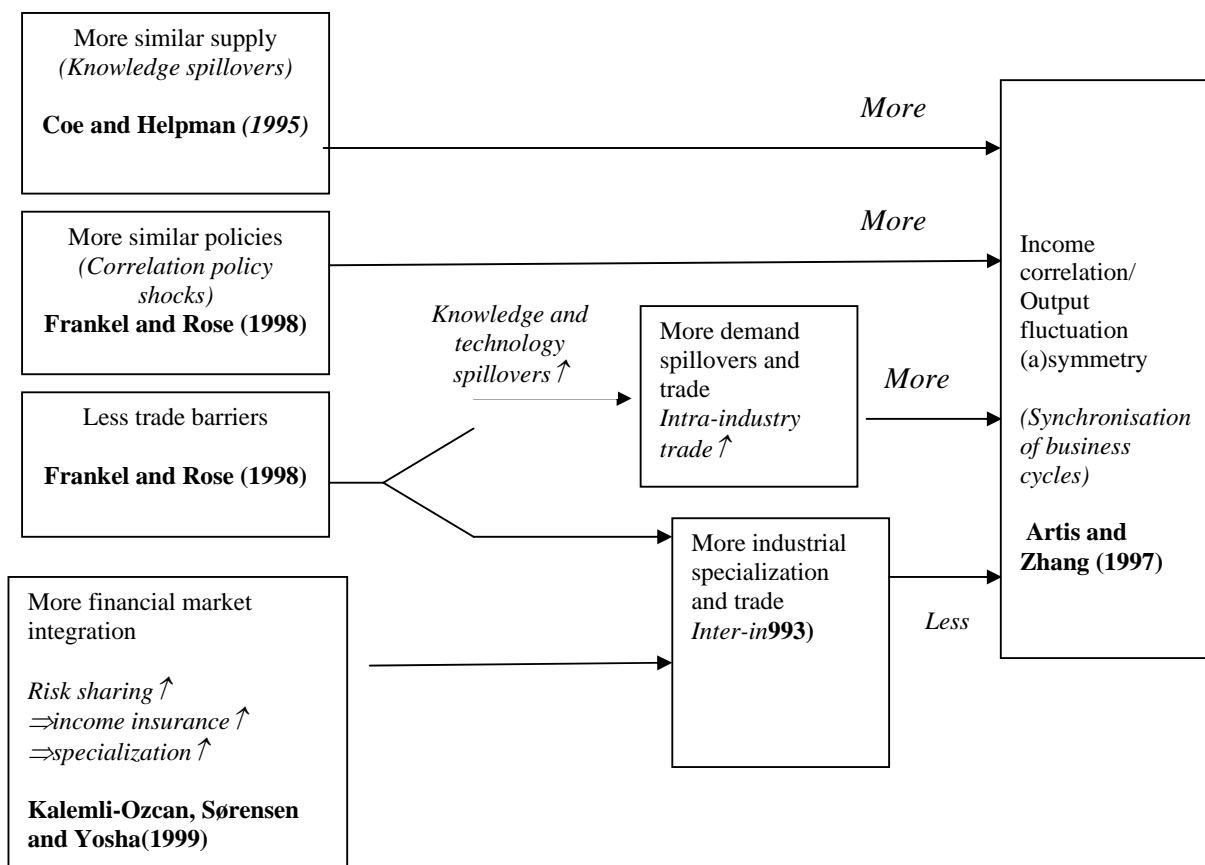 More similar supply
(Knowledge spillovers)
Coe and Helpman (1995)
More
More similar policies
(Correlation policy
shocks)
Frankel and Rose (1998)
More
Less trade barriers
Frankel and Rose (1998)
Knowledge and
technology
spillovers↑
More demand
spillovers and
trade
Intra-industry
trade↑
More
More financial market
integration
Risk sharing↑
⇒income insurance↑
⇒specialization↑
Kalemli-Ozcan, Sørensen
and Yosha(1999)
More industrial
specialization
and trade
Inter-in993)
Less
Income
correlation/
Output
fluctuation
(a)symmetry
(Synchronisation
of business
cycles)
Artis and
Zhang (1997)